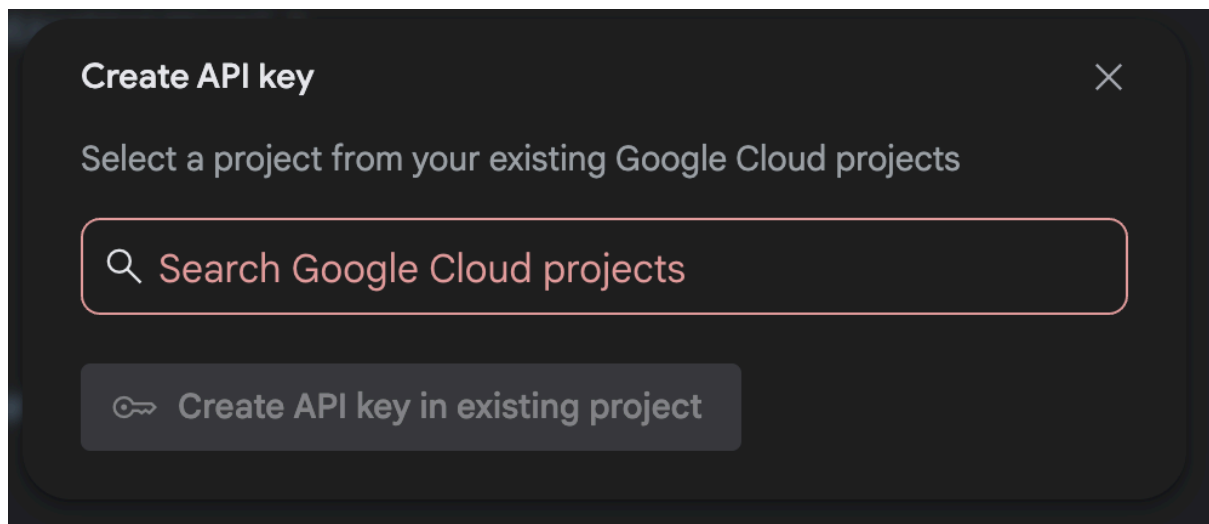 Create API key
Select a project from your existing Google Cloud projects
Search Google Cloud projects
Create API key in existing project